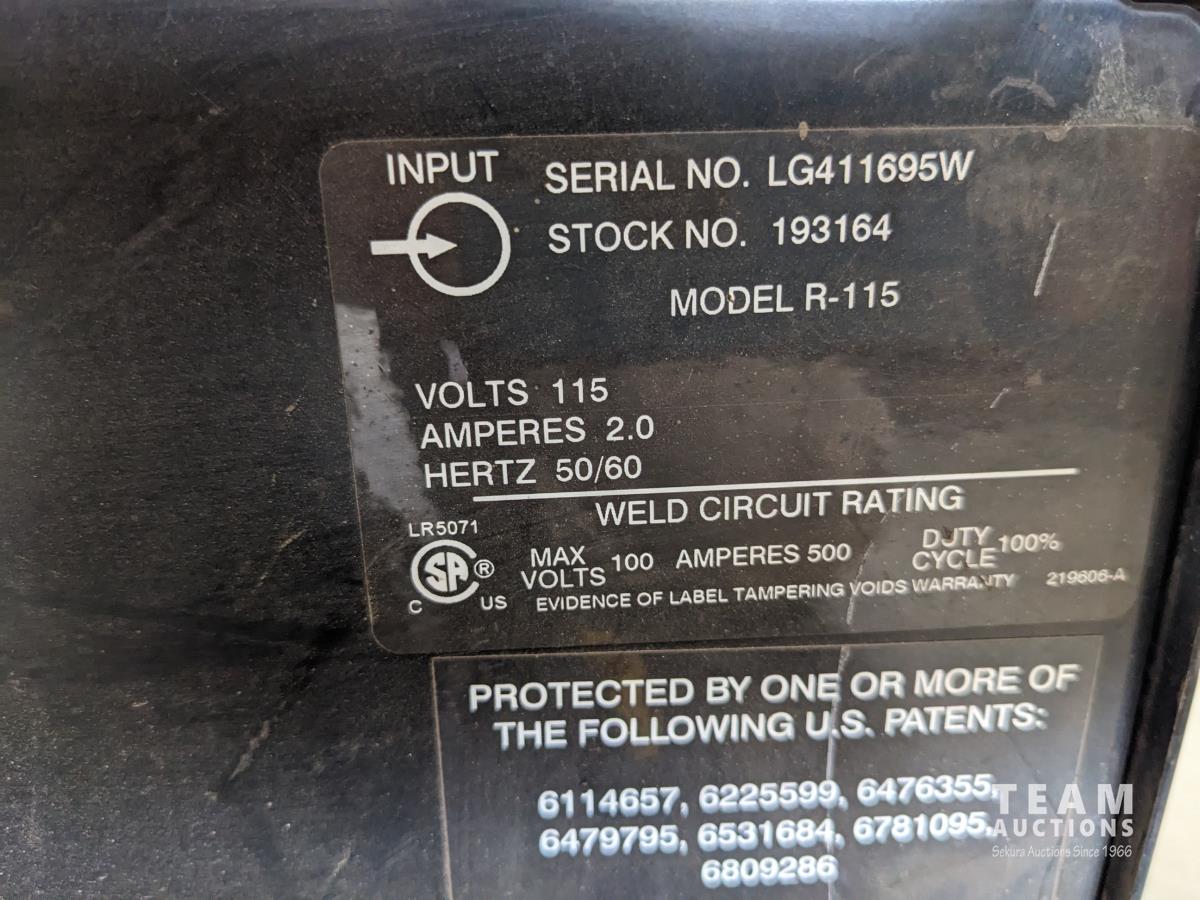 INPUT
SERIAL NO. LG411695W
STOCK NO. 193164
MODEL R-115
VOLTS 115
AMPERES 2.0
HERTZ 50/60
WELD CIRCUIT RATING
LR5071
SA ®
C US
MAX VOLTS 100 AMPERES 500 DUTY CYCLE 100%
EVIDENCE OF LABEL TAMPERING VOIDS WARRANTY 219606-A
PROTECTED BY ONE OR MORE OF
THE FOLLOWING U.S. PATENTS:
6114657, 6225599, 6476355,
6479795, 6531684, 6781095,
6809286
TEAM
AUCTIONS
Sekura Auctions Since 1966